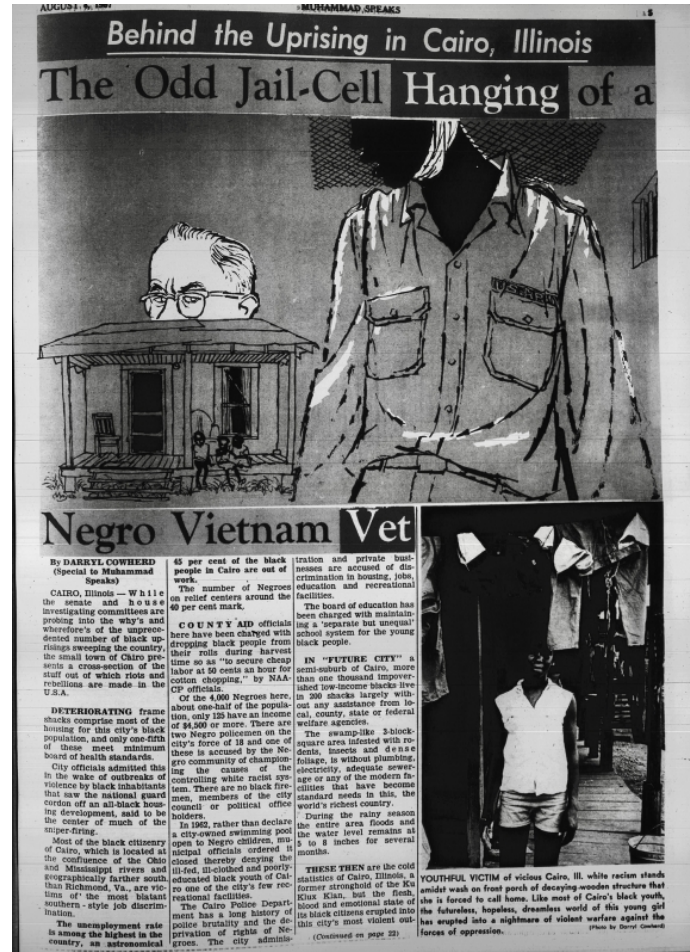 AUGUST 4, 1967
MUHAMMAD SPEAKS
5
Behind the Uprising in Cairo, Illinois
The Odd Jail-Cell Hanging of a
U.S. ARMY
Negro Vietnam Vet
By DARRYL COWHERD
(Special to Muhammad
Speaks)
CAIRO, Illinois — While
the senate and house
investigating committees are
probing into the why's and
wherefore's of the unprece-
dented number of black up-
risings sweeping the country,
the small town of Cairo pre-
sents a cross-section of the
stuff out of which riots and
rebellions are made in the
U.S.A.
DETERIORATING frame
shacks comprise most of the
housing for this city's black
population, and only one-fifth
of these meet minimum
board of health standards.
City officials admitted this
in the wake of outbreaks of
violence by black inhabitants
that saw the national guard
cordon off an all-black hous-
ing development, said to be
the center of much of the
sniper-firing.
Most of the black citizenry
of Cairo, which is located at
the confluence of the Ohio
and Mississippi rivers and
geographically farther south
than Richmond, Va., are vic-
tims of the most blatant
southern - style job discrim-
ination.
The unemployment rate
is among the highest in the
country, an astronomical
45 per cent of the black
people in Cairo are out of
work.
The number of Negroes
on relief centers around the
40 per cent mark.
COUNTY AID officials
here have been charged with
dropping black people from
their rolls during harvest
time so as "to secure cheap
labor at 50 cents an hour for
cotton chopping," by NAA-
CP officials.
Of the 4,000 Negroes here,
about one-half of the popula-
tion, only 125 have an income
of $4,500 or more. There are
two Negro policemen on the
city's force of 18 and one of
these is accused by the Ne-
gro community of champion-
ing the causes of the
controlling white racist sys-
tem. There are no black fire-
men, members of the city
council or political office
holders.
In 1962, rather than declare
a city-owned swimming pool
open to Negro children, mu-
nicipal officials ordered it
closed thereby denying the
ill-fed, ill-clothed and poorly-
educated black youth of Cai-
ro one of the city's few rec-
reational facilities.
The Cairo Police Depart-
ment has a long history of
police brutality and the de-
privation of rights of Ne-
groes. The city adminis-
tration and private busi-
nesses are accused of dis-
crimination in housing, jobs,
education and recreational
facilities.
The board of education has
been charged with maintain-
ing a 'separate but unequal'
school system for the young
black people.
IN "FUTURE CITY" a
semi-suburb of Cairo, more
than one thousand impover-
ished low-income blacks live
in 200 shacks largely with-
out any assistance from lo-
cal, county, state or federal
welfare agencies.
The swamp-like 3-block-
square area infested with ro-
dents, insects and dense
foliage, is without plumbing,
electricity, adequate sewer-
age or any of the modern fa-
cilities that have become
standard needs in this, the
world's richest country.
During the rainy season
the entire area floods and
the water level remains at
5 to 8 inches for several
months.
THESE THEN are the cold
statistics of Cairo, Illinois, a
former stronghold of the Ku
Klux Klan, but the flesh,
blood and emotional state of
its black citizens erupted into
this city's most violent out-
(Continued on page 22)
YOUTHFUL VICTIM of vicious Cairo, Ill. white racism stands
amidst wash on front porch of decaying-wooden structure that
she is forced to call home. Like most of Cairo's black youth,
the futureless, hopeless, dreamless world of this young girl
has erupted into a nightmare of violent warfare against the
forces of oppression.
(Photo by Darryl Cowherd)